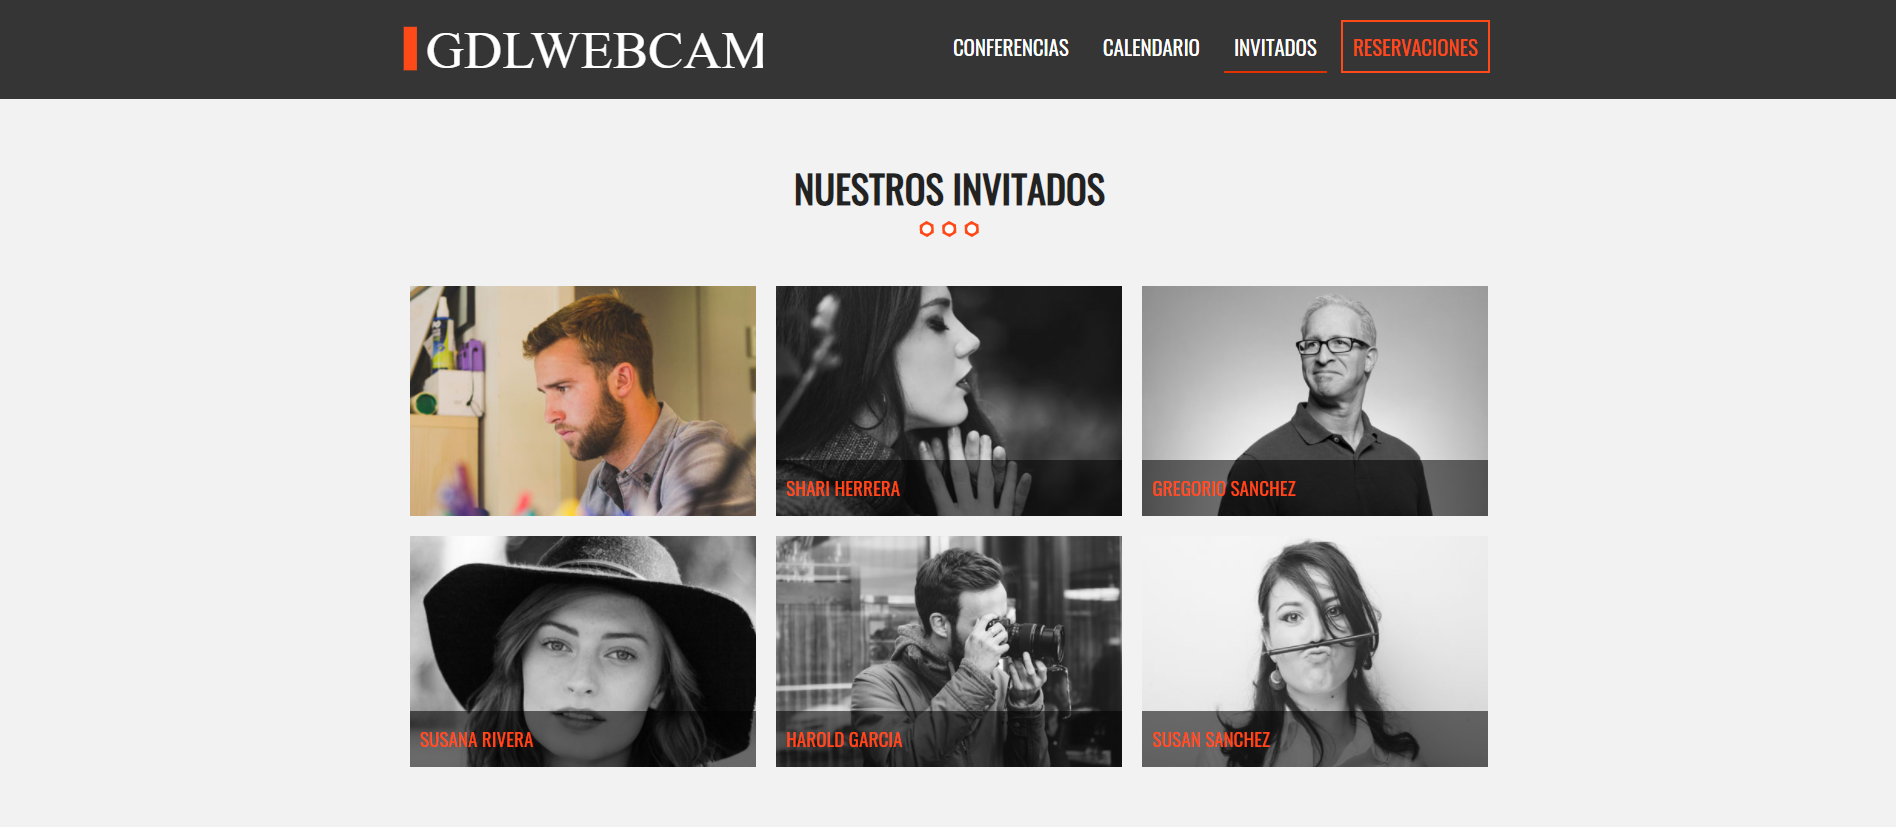 GDLWEBCAM
CONFERENCIAS CALENDARIO INVITADOS RESERVACIONES
NUESTROS INVITADOS
SHARI HERRERA
GREGORIO SANCHEZ
SUSANA RIVERA
HAROLD GARCIA
SUSAN SANCHEZ